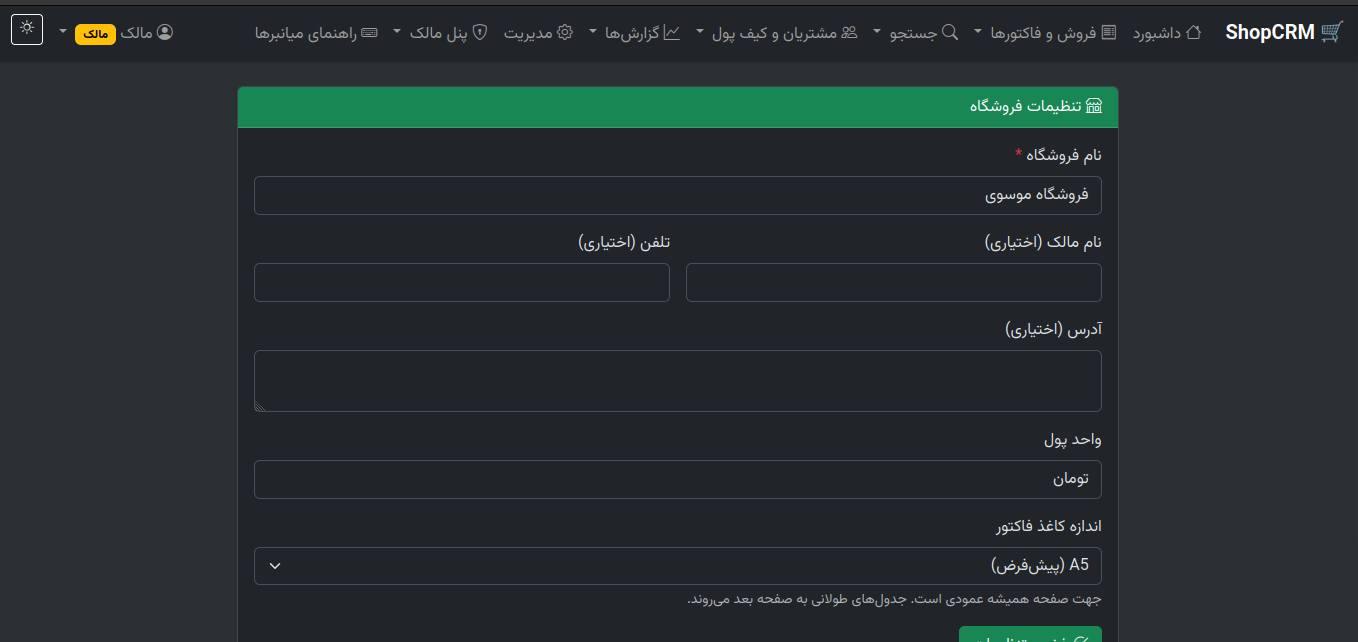 ShopCRM داشبورد فروش و فاکتورها جستجو مشتریان و کیف پول گزارش‌ها مدیریت پنل مالک راهنمای میانبرها مالک مالک
تنظیمات فروشگاه
نام فروشگاه *
فروشگاه موسوی
نام مالک (اختیاری) تلفن (اختیاری)
آدرس (اختیاری)
واحد پول
تومان
اندازه کاغذ فاکتور
A5 (پیش‌فرض)
جهت صفحه همیشه عمودی است. جدول‌های طولانی به صفحه بعد می‌روند.